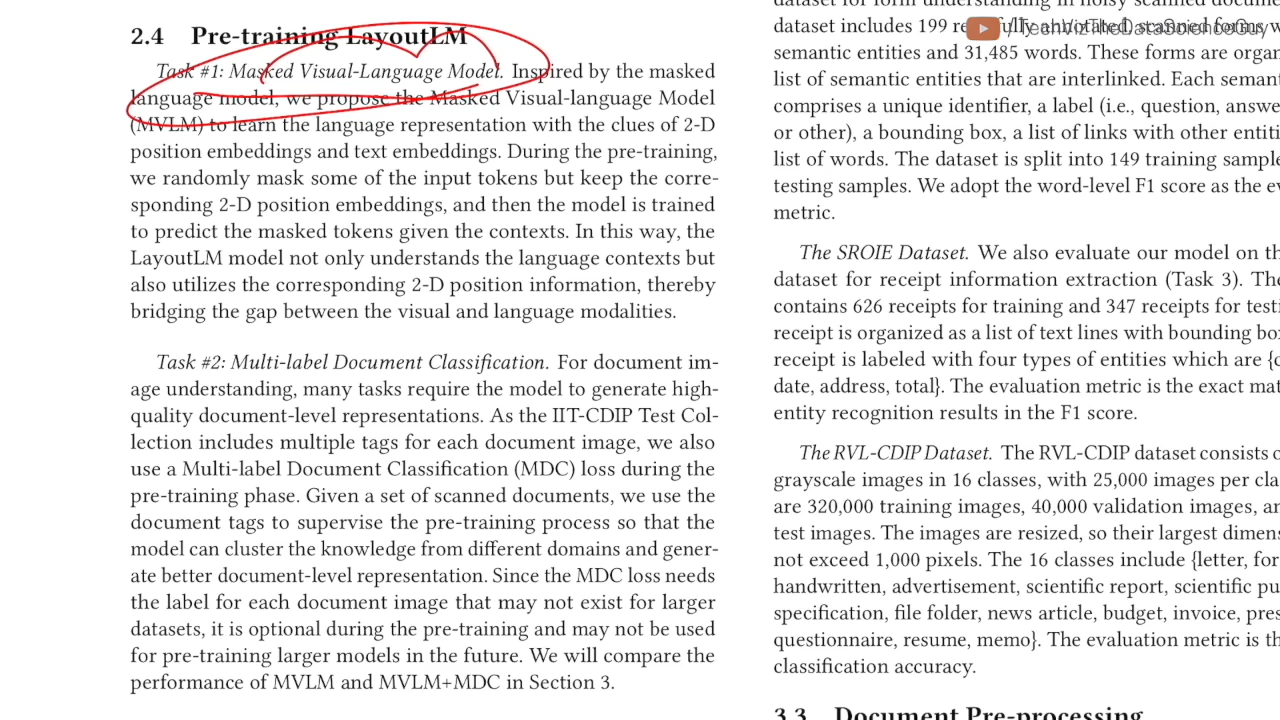 2.4 Pre-training LayoutLM
Task #1: Masked Visual-Language Model. Inspired by the masked
language model, we propose the Masked Visual-language Model
(MVLM) to learn the language representation with the clues of 2-D
position embeddings and text embeddings. During the pre-training,
we randomly mask some of the input tokens but keep the corre-
sponding 2-D position embeddings, and then the model is trained
to predict the masked tokens given the contexts. In this way, the
LayoutLM model not only understands the language contexts but
also utilizes the corresponding 2-D position information, thereby
bridging the gap between the visual and language modalities.
Task #2: Multi-label Document Classification. For document im-
age understanding, many tasks require the model to generate high-
quality document-level representations. As the IIT-CDIP Test Col-
lection includes multiple tags for each document image, we also
use a Multi-label Document Classification (MDC) loss during the
pre-training phase. Given a set of scanned documents, we use the
document tags to supervise the pre-training process so that the
model can cluster the knowledge from different domains and gener-
ate better document-level representation. Since the MDC loss needs
the label for each document image that may not exist for larger
datasets, it is optional during the pre-training and may not be used
for pre-training larger models in the future. We will compare the
performance of MVLM and MVLM+MDC in Section 3.
dataset includes 199
semantic entities and 31,485 words. These forms are organ
list of semantic entities that are interlinked. Each seman
comprises a unique identifier, a label (i.e., question, answe
or other), a bounding box, a list of links with other entiti
list of words. The dataset is split into 149 training sample
testing samples. We adopt the word-level F1 score as the ev
metric.
The SROIE Dataset. We also evaluate our model on th
dataset for receipt information extraction (Task 3). The
contains 626 receipts for training and 347 receipts for testi
receipt is organized as a list of text lines with bounding bo
receipt is labeled with four types of entities which are {c
date, address, total}. The evaluation metric is the exact mat
entity recognition results in the F1 score.
The RVL-CDIP Dataset. The RVL-CDIP dataset consists o
grayscale images in 16 classes, with 25,000 images per cla
are 320,000 training images, 40,000 validation images, an
test images. The images are resized, so their largest dimens
not exceed 1,000 pixels. The 16 classes include {letter, for
handwritten, advertisement, scientific report, scientific pu
specification, file folder, news article, budget, invoice, pres
questionnaire, resume, memo}. The evaluation metric is th
classification accuracy.
3.3 Document Pre-processing